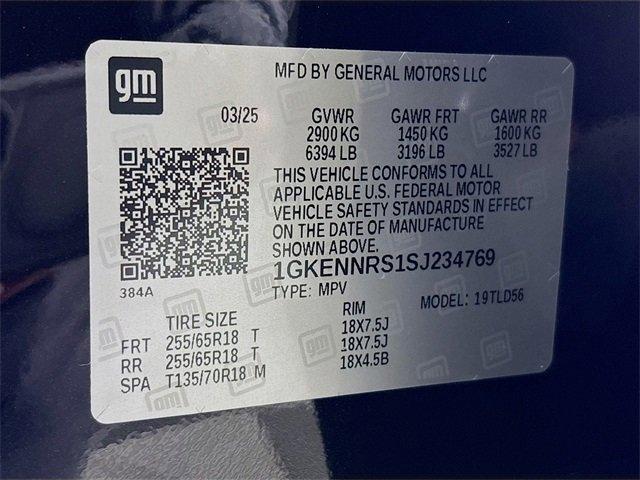 gm
MFD BY GENERAL MOTORS LLC
03/25 GVWR GAWR FRT GAWR RR
2900 KG 1450 KG 1600 KG
6394 LB 3196 LB 3527 LB
THIS VEHICLE CONFORMS TO ALL
APPLICABLE U.S. FEDERAL MOTOR
VEHICLE SAFETY STANDARDS IN EFFECT
ON THE DATE OF MANUFACTURE
SHOWN ABOVE.
1GKENNRS1SJ234769
384A
TYPE: MPV MODEL: 19TLD56
TIRE SIZE RIM
FRT 255/65R18 T 18X7.5J
RR 255/65R18 T 18X7.5J
SPA T135/70R18 M 18X4.5B